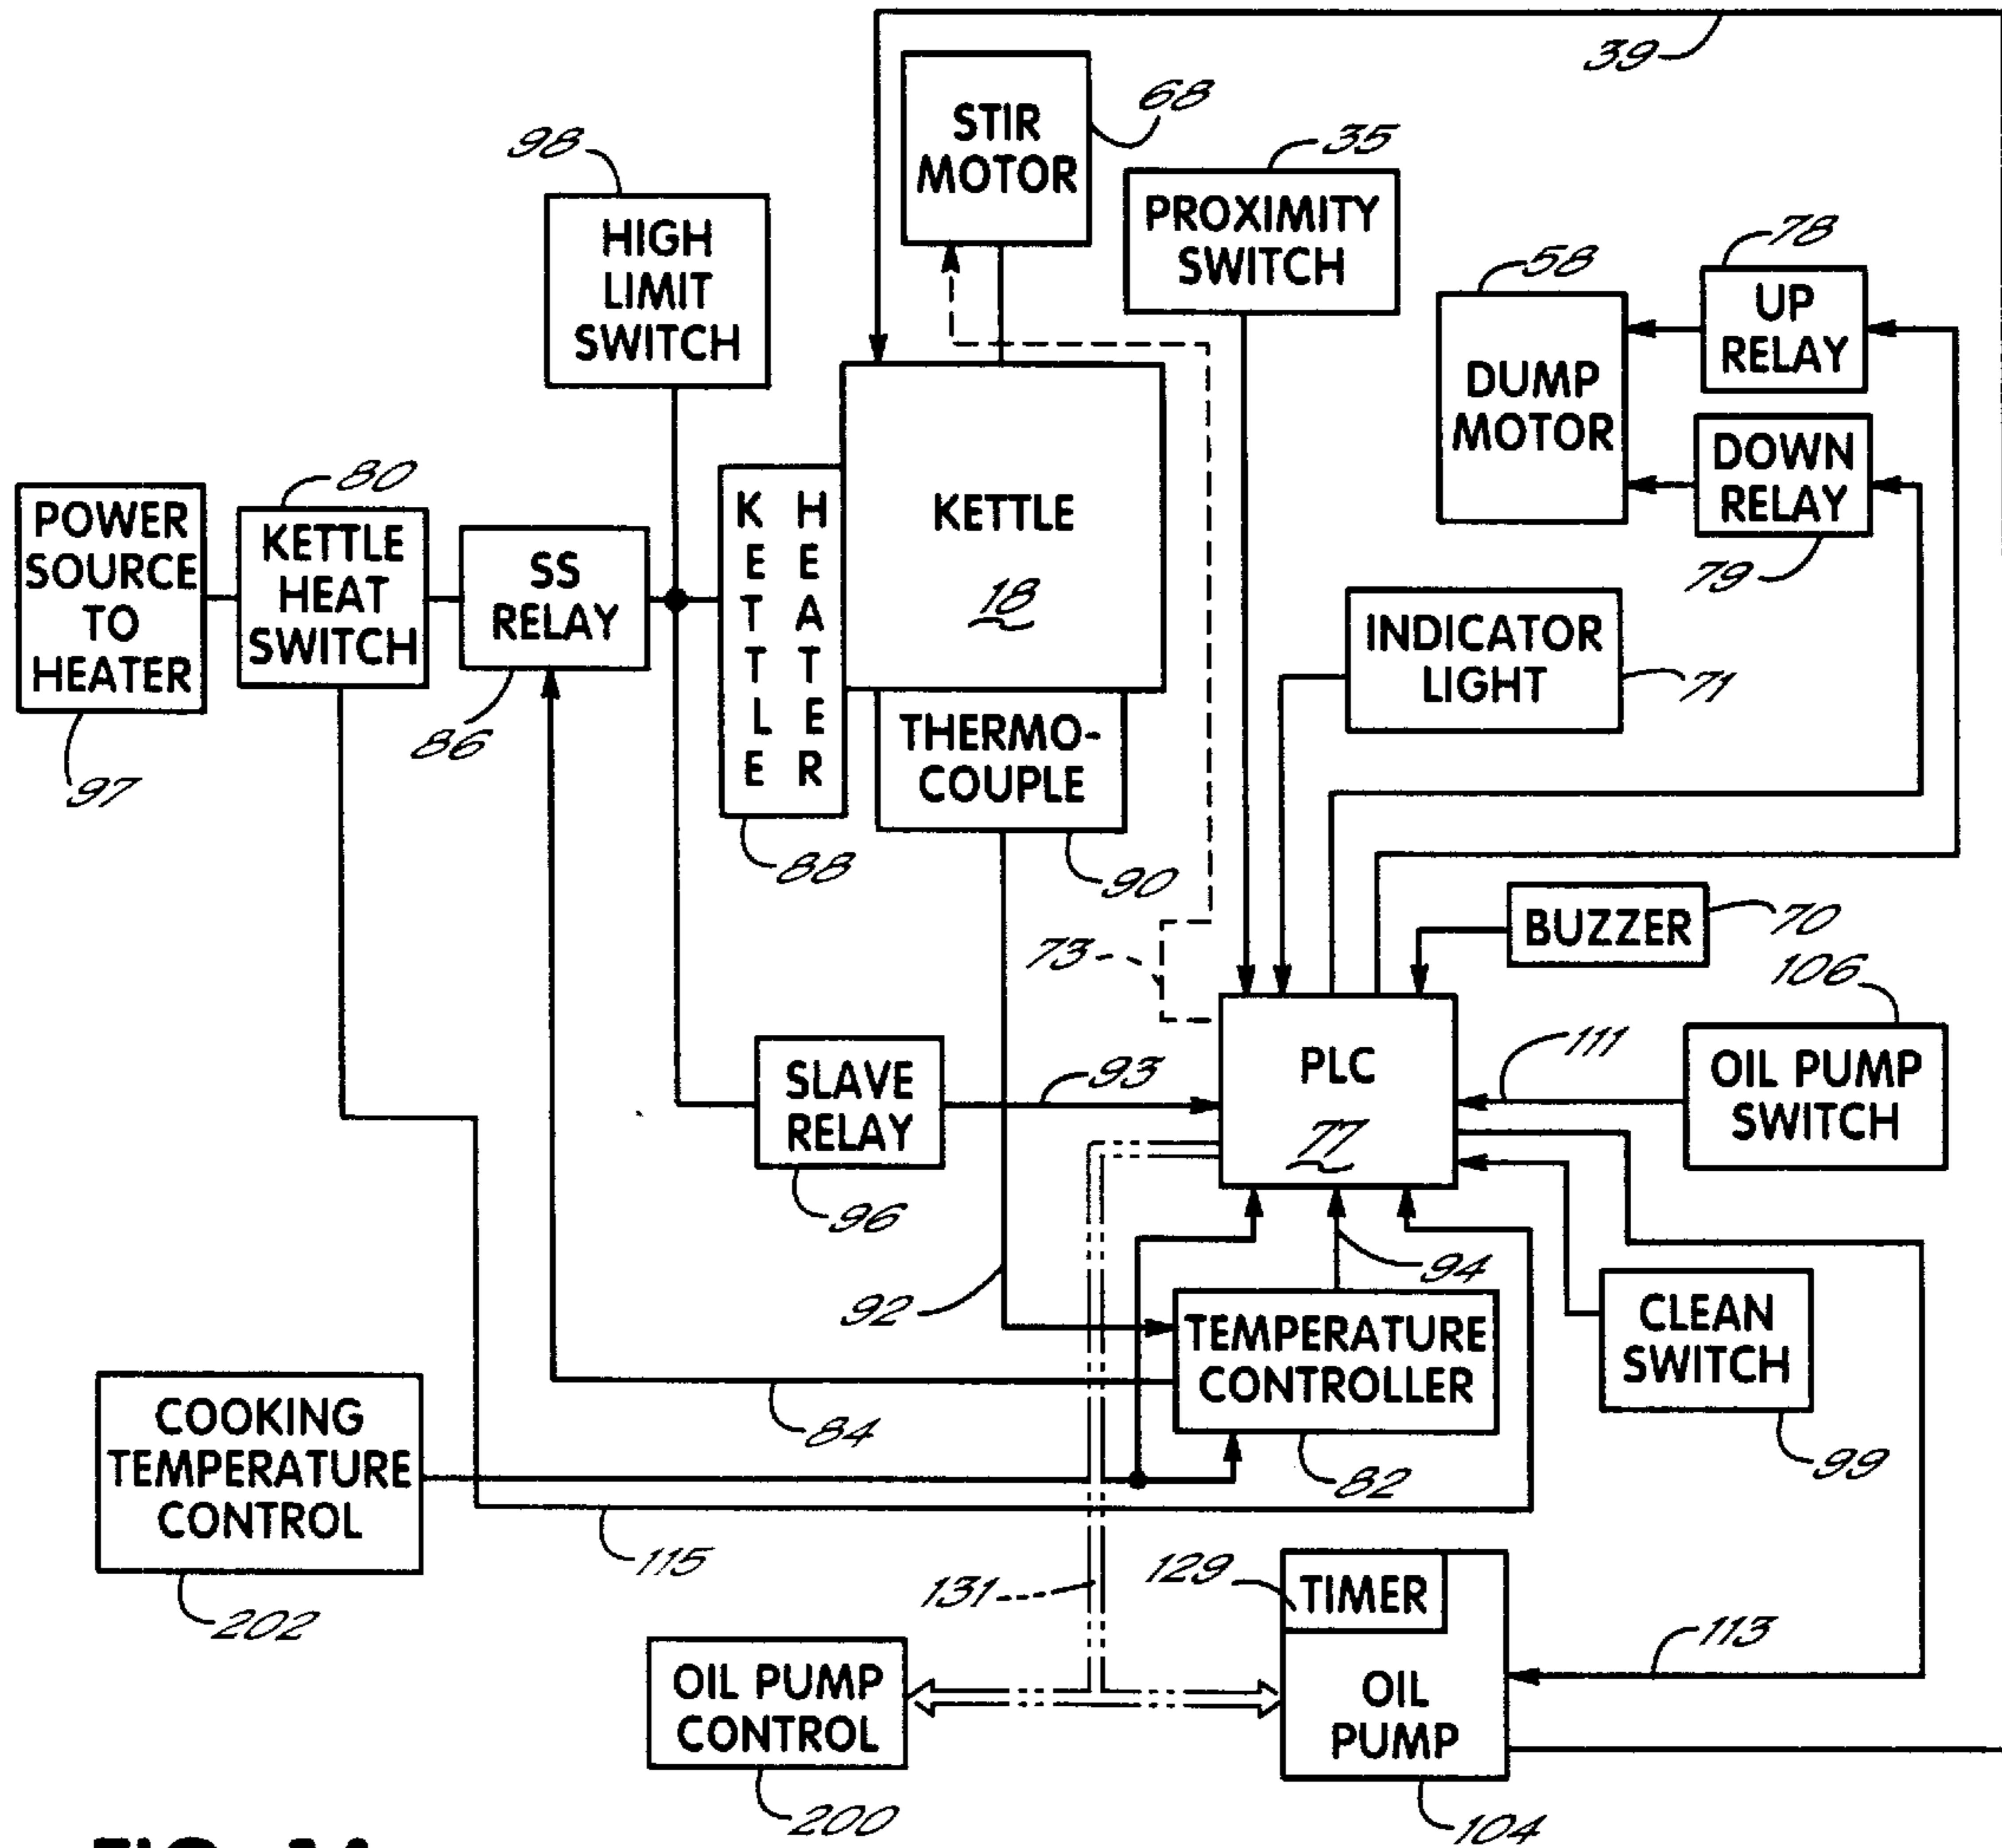 39
STIR
MOTOR
68
35
PROXIMITY
SWITCH
98
HIGH
LIMIT
SWITCH
58
DUMP
MOTOR
78
UP
RELAY
DOWN
RELAY
79
POWER
SOURCE
TO
HEATER
97
80
KETTLE
HEAT
SWITCH
SS
RELAY
86
KETTLE
HEATER
88
KETTLE
18
THERMO-
COUPLE
90
INDICATOR
LIGHT
71
BUZZER
70
73
106
OIL PUMP
SWITCH
111
PLC
77
SLAVE
RELAY
93
96
94
92
TEMPERATURE
CONTROLLER
82
CLEAN
SWITCH
99
84
COOKING
TEMPERATURE
CONTROL
202
115
131
129
TIMER
OIL
PUMP
104
113
OIL PUMP
CONTROL
200